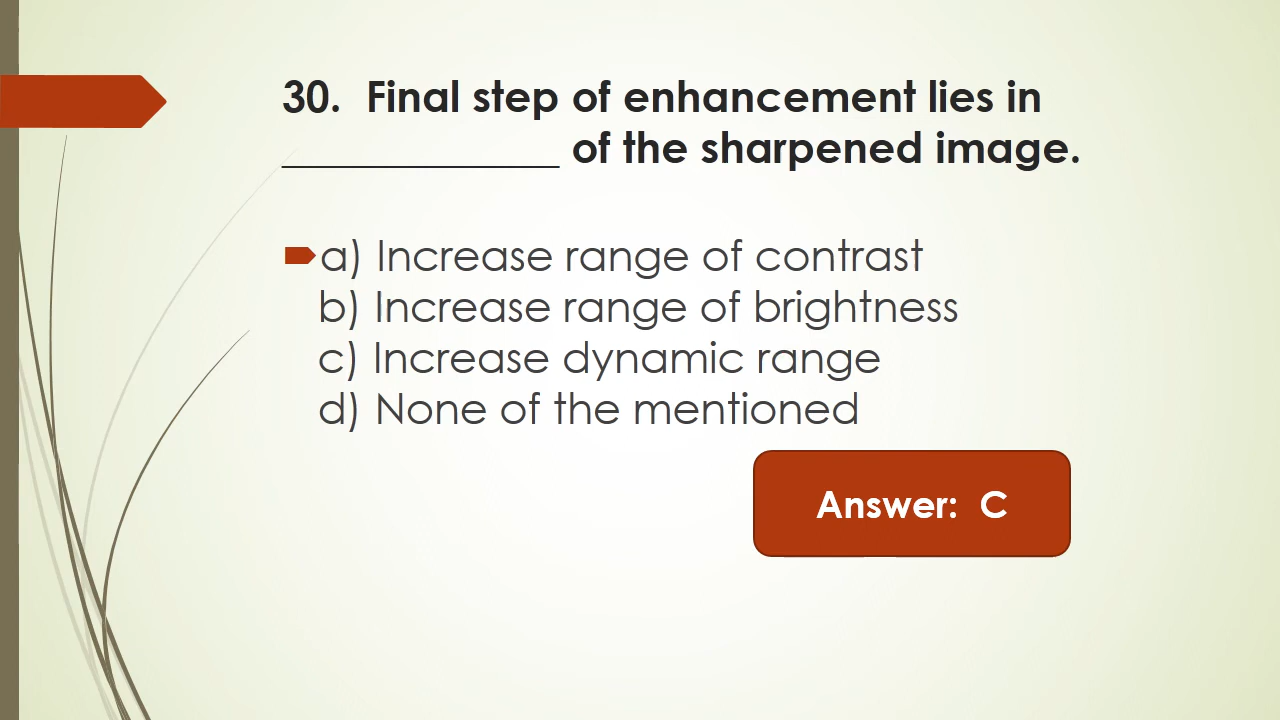 30. Final step of enhancement lies in
_____________ of the sharpened image.
a) Increase range of contrast
b) Increase range of brightness
c) Increase dynamic range
d) None of the mentioned
Answer: C